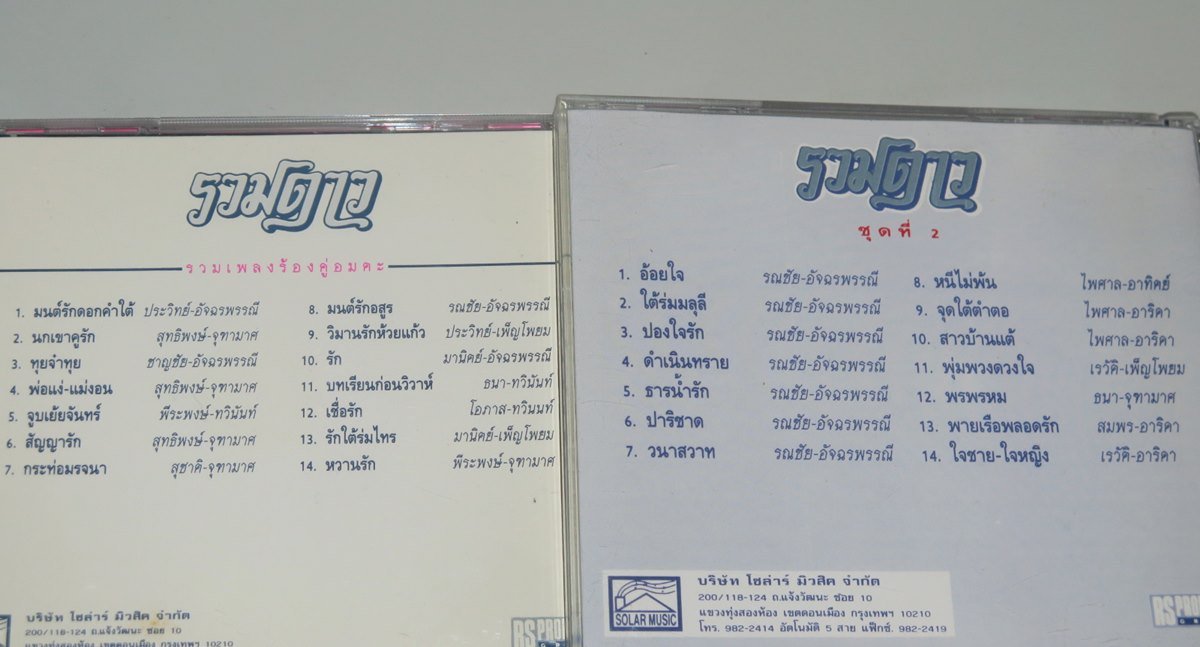 รวมดาว
รวมเพลงร้องคู่อมตะ
1. มนต์รักดอกคำใต้ ประวิทย์-อัจฉรพรรณี
2. นกเขาคูรัก สุทธิพงษ์-จุฑามาศ
3. ทุยจ๋าทุย ชาญชัย-อัจฉรพรรณี
4. พ่อแง่-แม่งอน สุทธิพงษ์-จุฑามาศ
5. จูบเย้ยจันทร์ พีระพงษ์-ทวินันท์
6. สัญญารัก สุทธิพงษ์-จุฑามาศ
7. กระท่อมรจนา สุชาติ-จุฑามาศ
8. มนต์รักอสูร รณชัย-อัจฉรพรรณี
9. วิมานรักห้วยแก้ว ประวิทย์-เพ็ญโพยม
10. รัก มานิตย์-อัจฉรพรรณี
11. บทเรียนก่อนวิวาห์ ธนา-ทวินันท์
12. เชื่อรัก โอภาส-ทวินนท์
13. รักใต้ร่มไทร มานิตย์-เพ็ญโพยม
14. หวานรัก พีระพงษ์-จุฑามาศ
บริษัท โซล่าร์ มิวสิค จำกัด
200/118-124 ถ.แจ้งวัฒนะ ซอย 10
แขวงทุ่งสองห้อง เขตดอนเมือง กรุงเทพฯ 10210
RS PRO
รวมดาว
ชุดที่ 2
1. อ้อยใจ รณชัย-อัจฉรพรรณี
2. ใต้ร่มมลุลี รณชัย-อัจฉรพรรณี
3. ปองใจรัก รณชัย-อัจฉรพรรณี
4. ดำเนินทราย รณชัย-อัจฉรพรรณี
5. ธารน้ำรัก รณชัย-อัจฉรพรรณี
6. ปาริชาด รณชัย-อัจฉรพรรณี
7. วนาสวาท รณชัย-อัจฉรพรรณี
8. หนีไม่พ้น ไพศาล-อาทิตย์
9. จุดใต้ตำตอ ไพศาล-อาริตา
10. สาวบ้านแต้ ไพศาล-อาริตา
11. พุ่มพวงดวงใจ เรวัติ-เพ็ญโพยม
12. พรพรหม ธนา-จุฑามาศ
13. พายเรือพลอดรัก สมพร-อาริตา
14. ใจชาย-ใจหญิง เรวัติ-อาริตา
SOLAR MUSIC
บริษัท โซล่าร์ มิวสิค จำกัด
200/118-124 ถ.แจ้งวัฒนะ ซอย 10
แขวงทุ่งสองห้อง เขตดอนเมือง กรุงเทพฯ 10210
โทร. 982-2414 อัตโนมัติ 5 สาย แฟ็กซ์. 982-2419
RS PRO